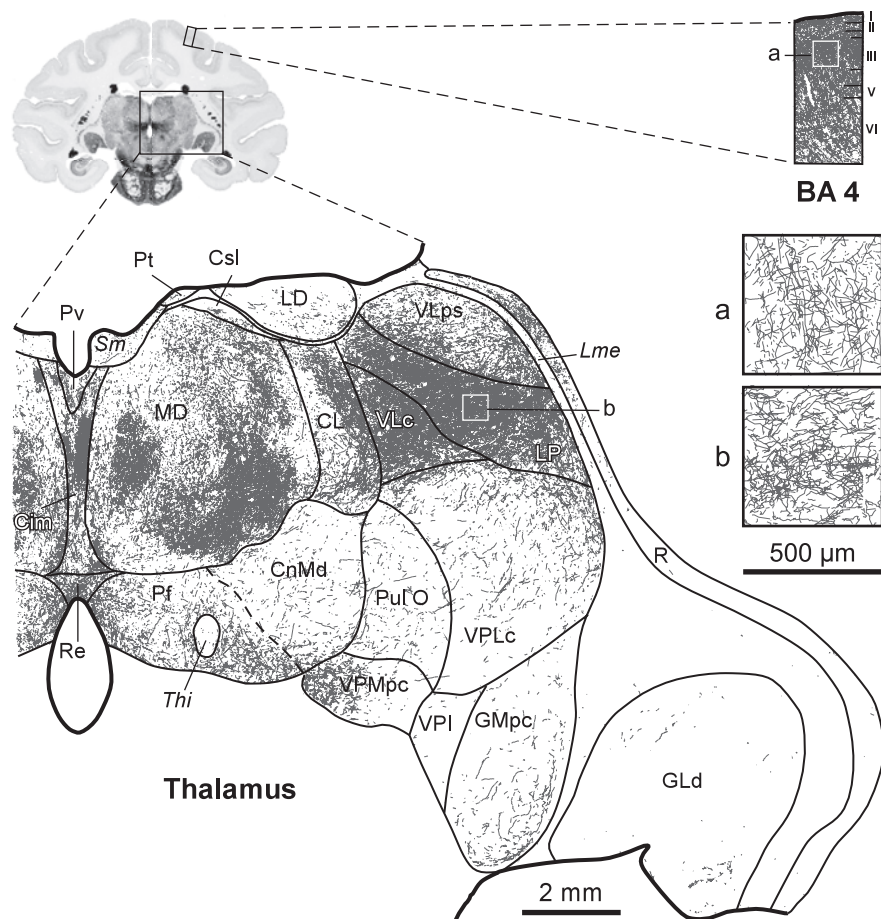 I
II
III
V
VI
a
BA 4
a
b
500 µm
Pt
Csl
LD
Pv
Sm
VLps
Lme
MD
CL
VLc
b
LP
Cim
CnMd
R
Pf
Pul O
Re
VPLc
Thi
VPMpc
VPI
GMpc
GLd
Thalamus
2 mm